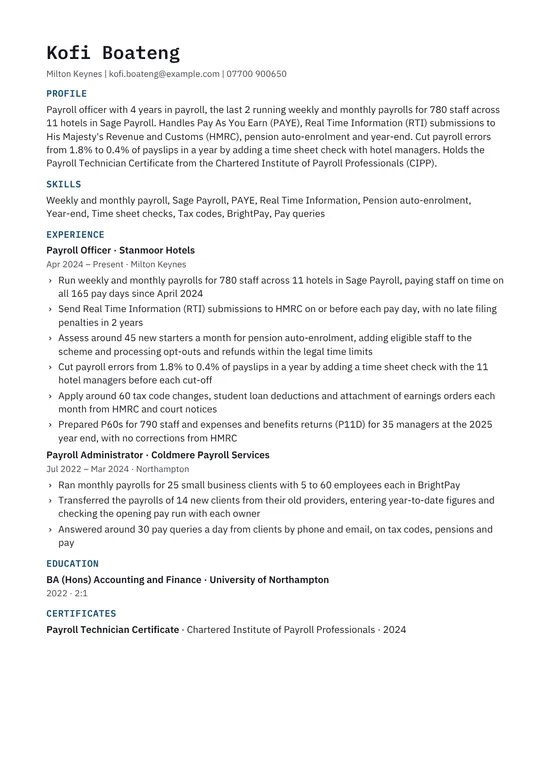 Kofi Boateng
Milton Keynes | kofi.boateng@example.com | 07700 900650
PROFILE
Payroll officer with 4 years in payroll, the last 2 running weekly and monthly payrolls for 780 staff across
11 hotels in Sage Payroll. Handles Pay As You Earn (PAYE), Real Time Information (RTI) submissions to
His Majesty's Revenue and Customs (HMRC), pension auto-enrolment and year-end. Cut payroll errors
from 1.8% to 0.4% of payslips in a year by adding a time sheet check with hotel managers. Holds the
Payroll Technician Certificate from the Chartered Institute of Payroll Professionals (CIPP).
SKILLS
Weekly and monthly payroll, Sage Payroll, PAYE, Real Time Information, Pension auto-enrolment,
Year-end, Time sheet checks, Tax codes, BrightPay, Pay queries
EXPERIENCE
Payroll Officer · Stanmoor Hotels
Apr 2024 – Present · Milton Keynes
› Run weekly and monthly payrolls for 780 staff across 11 hotels in Sage Payroll, paying staff on time on
all 165 pay days since April 2024
› Send Real Time Information (RTI) submissions to HMRC on or before each pay day, with no late filing
penalties in 2 years
› Assess around 45 new starters a month for pension auto-enrolment, adding eligible staff to the
scheme and processing opt-outs and refunds within the legal time limits
› Cut payroll errors from 1.8% to 0.4% of payslips in a year by adding a time sheet check with the 11
hotel managers before each cut-off
› Apply around 60 tax code changes, student loan deductions and attachment of earnings orders each
month from HMRC and court notices
› Prepared P60s for 790 staff and expenses and benefits returns (P11D) for 35 managers at the 2025
year end, with no corrections from HMRC
Payroll Administrator · Coldmere Payroll Services
Jul 2022 – Mar 2024 · Northampton
› Ran monthly payrolls for 25 small business clients with 5 to 60 employees each in BrightPay
› Transferred the payrolls of 14 new clients from their old providers, entering year-to-date figures and
checking the opening pay run with each owner
› Answered around 30 pay queries a day from clients by phone and email, on tax codes, pensions and
pay
EDUCATION
BA (Hons) Accounting and Finance · University of Northampton
2022 · 2:1
CERTIFICATES
Payroll Technician Certificate · Chartered Institute of Payroll Professionals · 2024